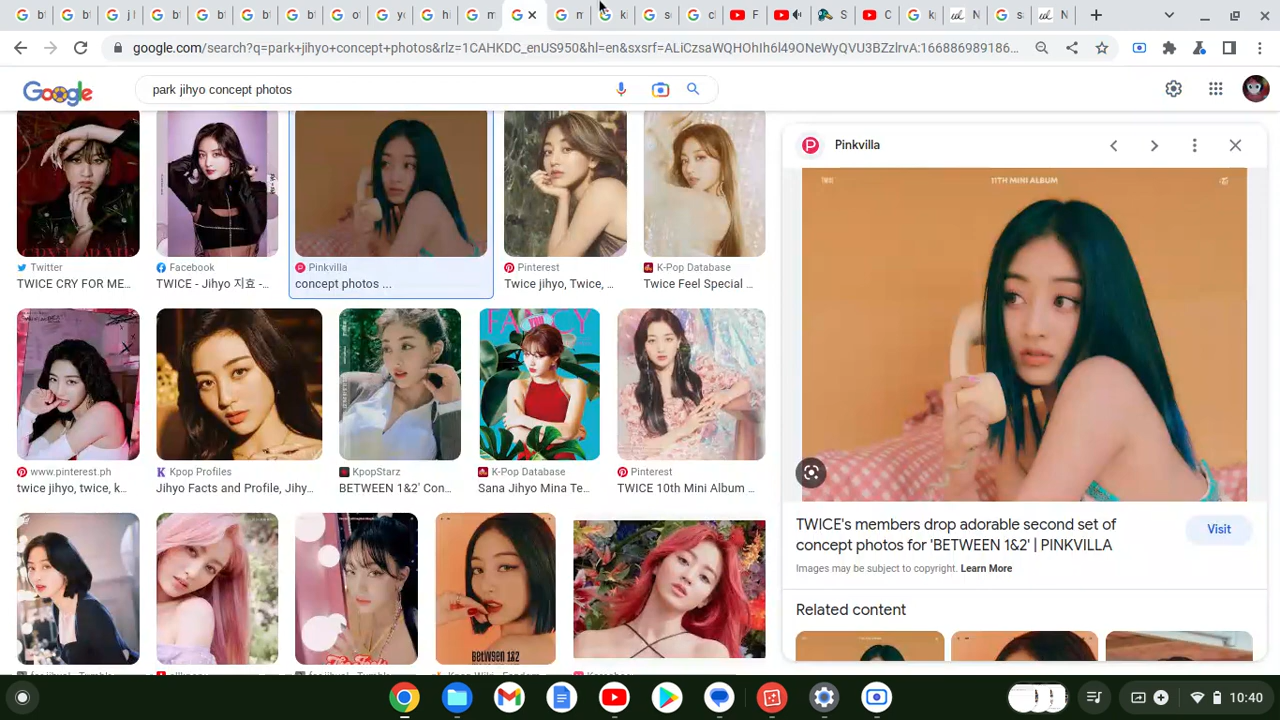 google.com/search?q=park+jihyo+concept+photos&rlz=1CAHKDC_enUS950&hl=en&sxsrf=ALiCzsaWQHOhIh6l49ONeWyQVU3BZzlrvA:166886989186...
Google
park jihyo concept photos
Twitter
TWICE CRY FOR ME...
Facebook
TWICE - Jihyo 지효 -...
Pinkvilla
concept photos ...
Pinterest
Twice jihyo, Twice, ...
K-Pop Database
Twice Feel Special ...
www.pinterest.ph
twice jihyo, twice, k...
Kpop Profiles
Jihyo Facts and Profile, Jihy...
KpopStarz
BETWEEN 1&2' Con...
FANCY
K-Pop Database
Sana Jihyo Mina Te...
Pinterest
TWICE 10th Mini Album ...
BETWEEN 1&2
Pinkvilla
TWICE
11TH MINI ALBUM
TWICE's members drop adorable second set of
concept photos for 'BETWEEN 1&2' | PINKVILLA
Visit
Images may be subject to copyright. Learn More
Related content
10:40